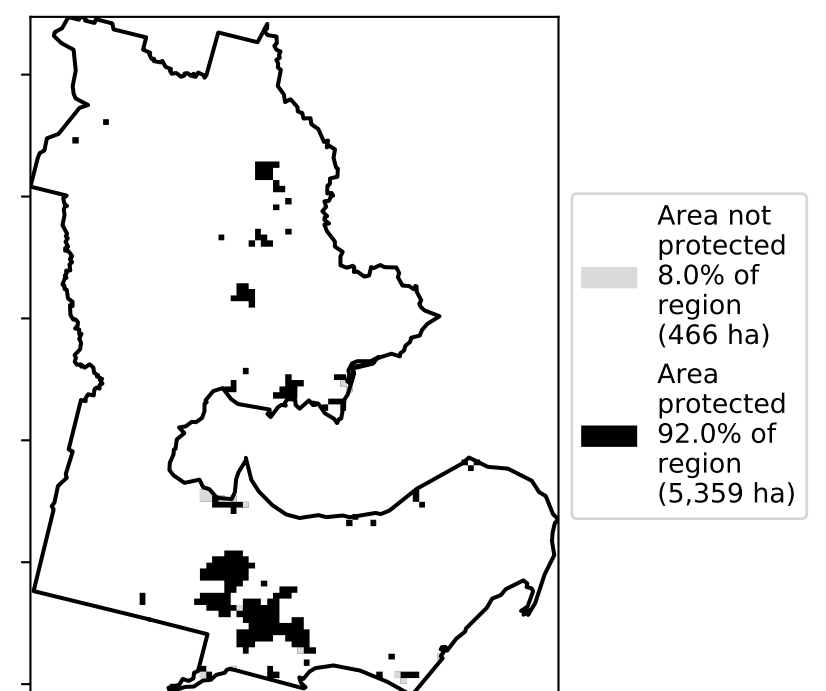 Area not
protected
8.0% of
region
(466 ha)
Area
protected
92.0% of
region
(5,359 ha)